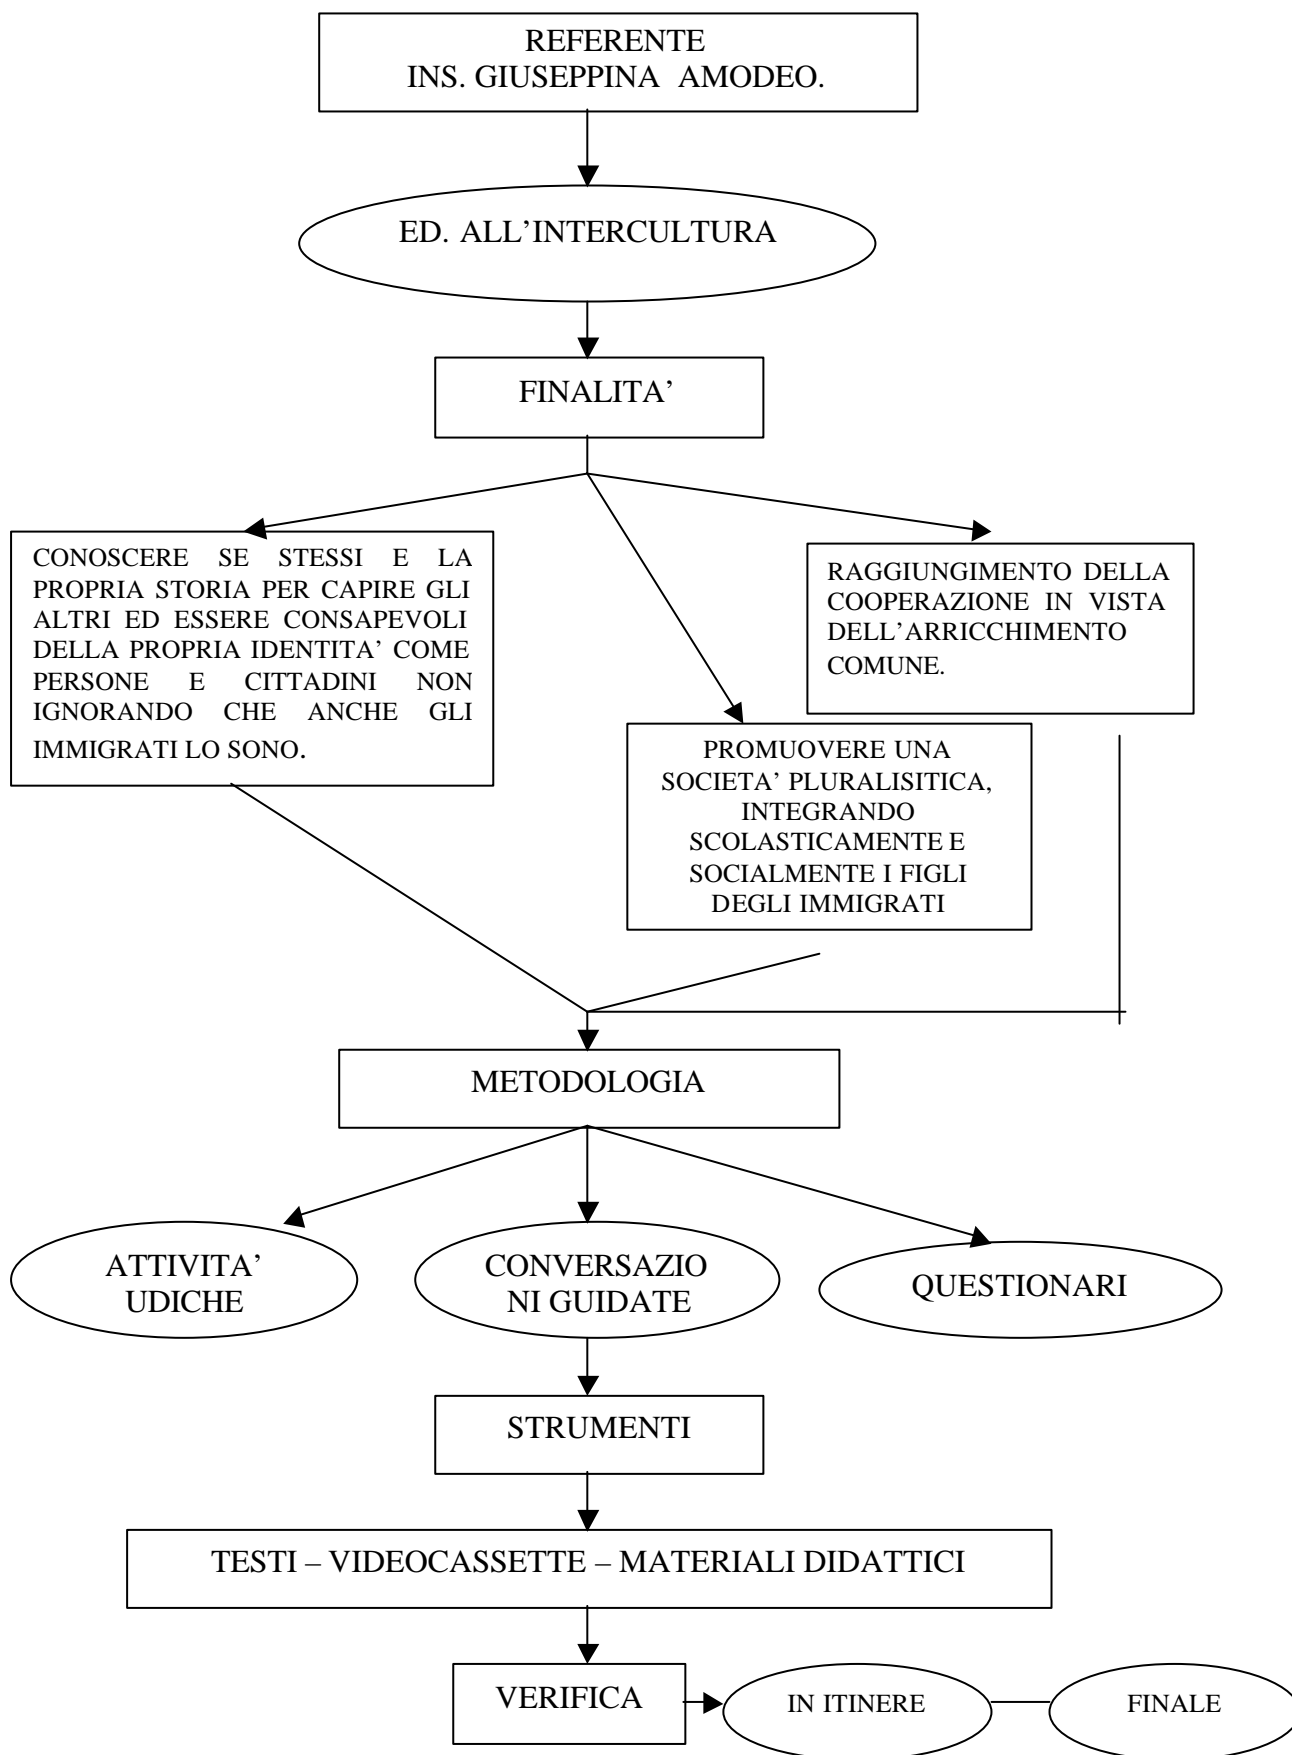 REFERENTE
INS. GIUSEPPINA AMODEO.
ED. ALL’INTERCULTURA
FINALITA’
CONOSCERE SE STESSI E LA
PROPRIA STORIA PER CAPIRE GLI
ALTRI ED ESSERE CONSAPEVOLI
DELLA PROPRIA IDENTITA’ COME
PERSONE E CITTADINI NON
IGNORANDO CHE ANCHE GLI
IMMIGRATI LO SONO.
RAGGIUNGIMENTO DELLA
COOPERAZIONE IN VISTA
DELL’ARRICCHIMENTO
COMUNE.
PROMUOVERE UNA
SOCIETA’ PLURALISITICA,
INTEGRANDO
SCOLASTICAMENTE E
SOCIALMENTE I FIGLI
DEGLI IMMIGRATI
METODOLOGIA
ATTIVITA’
UDICHE
CONVERSAZIO
NI GUIDATE
QUESTIONARI
STRUMENTI
TESTI – VIDEOCASSETTE – MATERIALI DIDATTICI
VERIFICA
IN ITINERE
FINALE